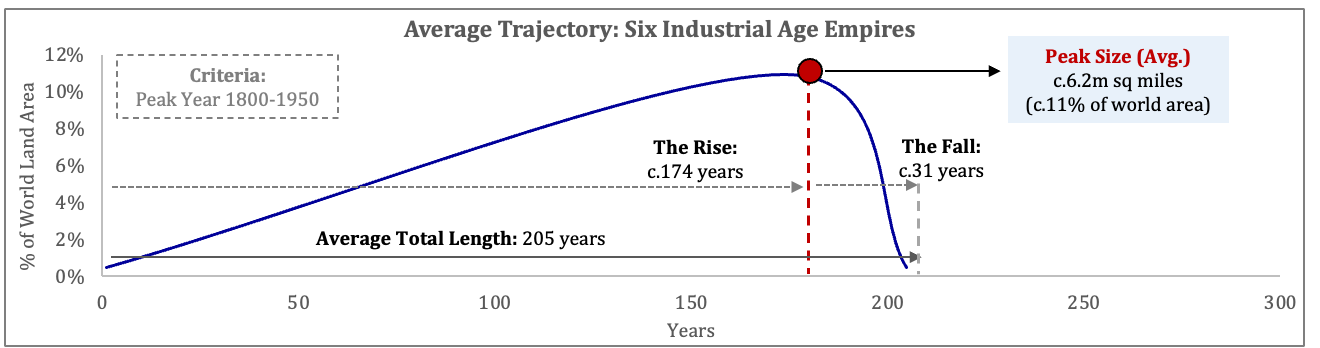 Average Trajectory: Six Industrial Age Empires
12%
10%
8%
6%
4%
2%
0%
% of World Land Area
Criteria:
Peak Year 1800-1950
Peak Size (Avg.)
c.6.2m sq miles
(c.11% of world area)
The Rise:
c.174 years
The Fall:
c.31 years
Average Total Length: 205 years
0
50
100
150
200
250
300
Years